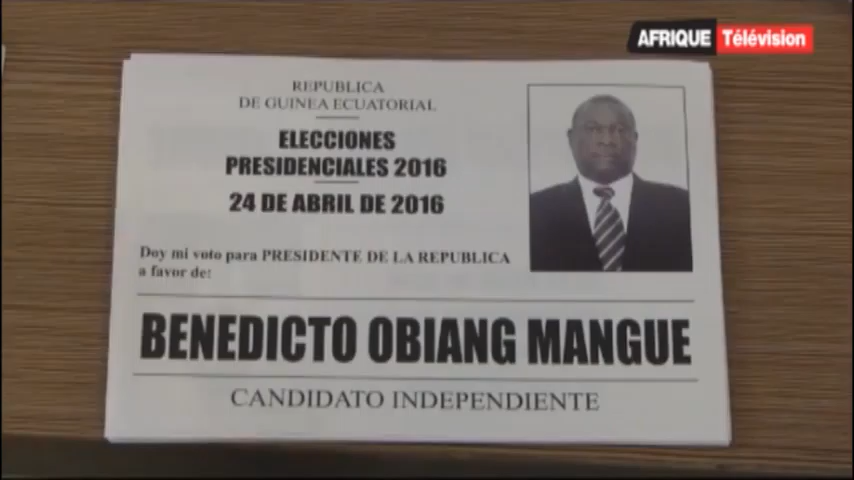 AFRIQUE Télévision
REPUBLICA
DE GUINEA ECUATORIAL
ELECCIONES
PRESIDENCIALES 2016
24 DE ABRIL DE 2016
Doy mi voto para PRESIDENTE DE LA REPUBLICA
a favor de:
BENEDICTO OBIANG MANGUE
CANDIDATO INDEPENDIENTE